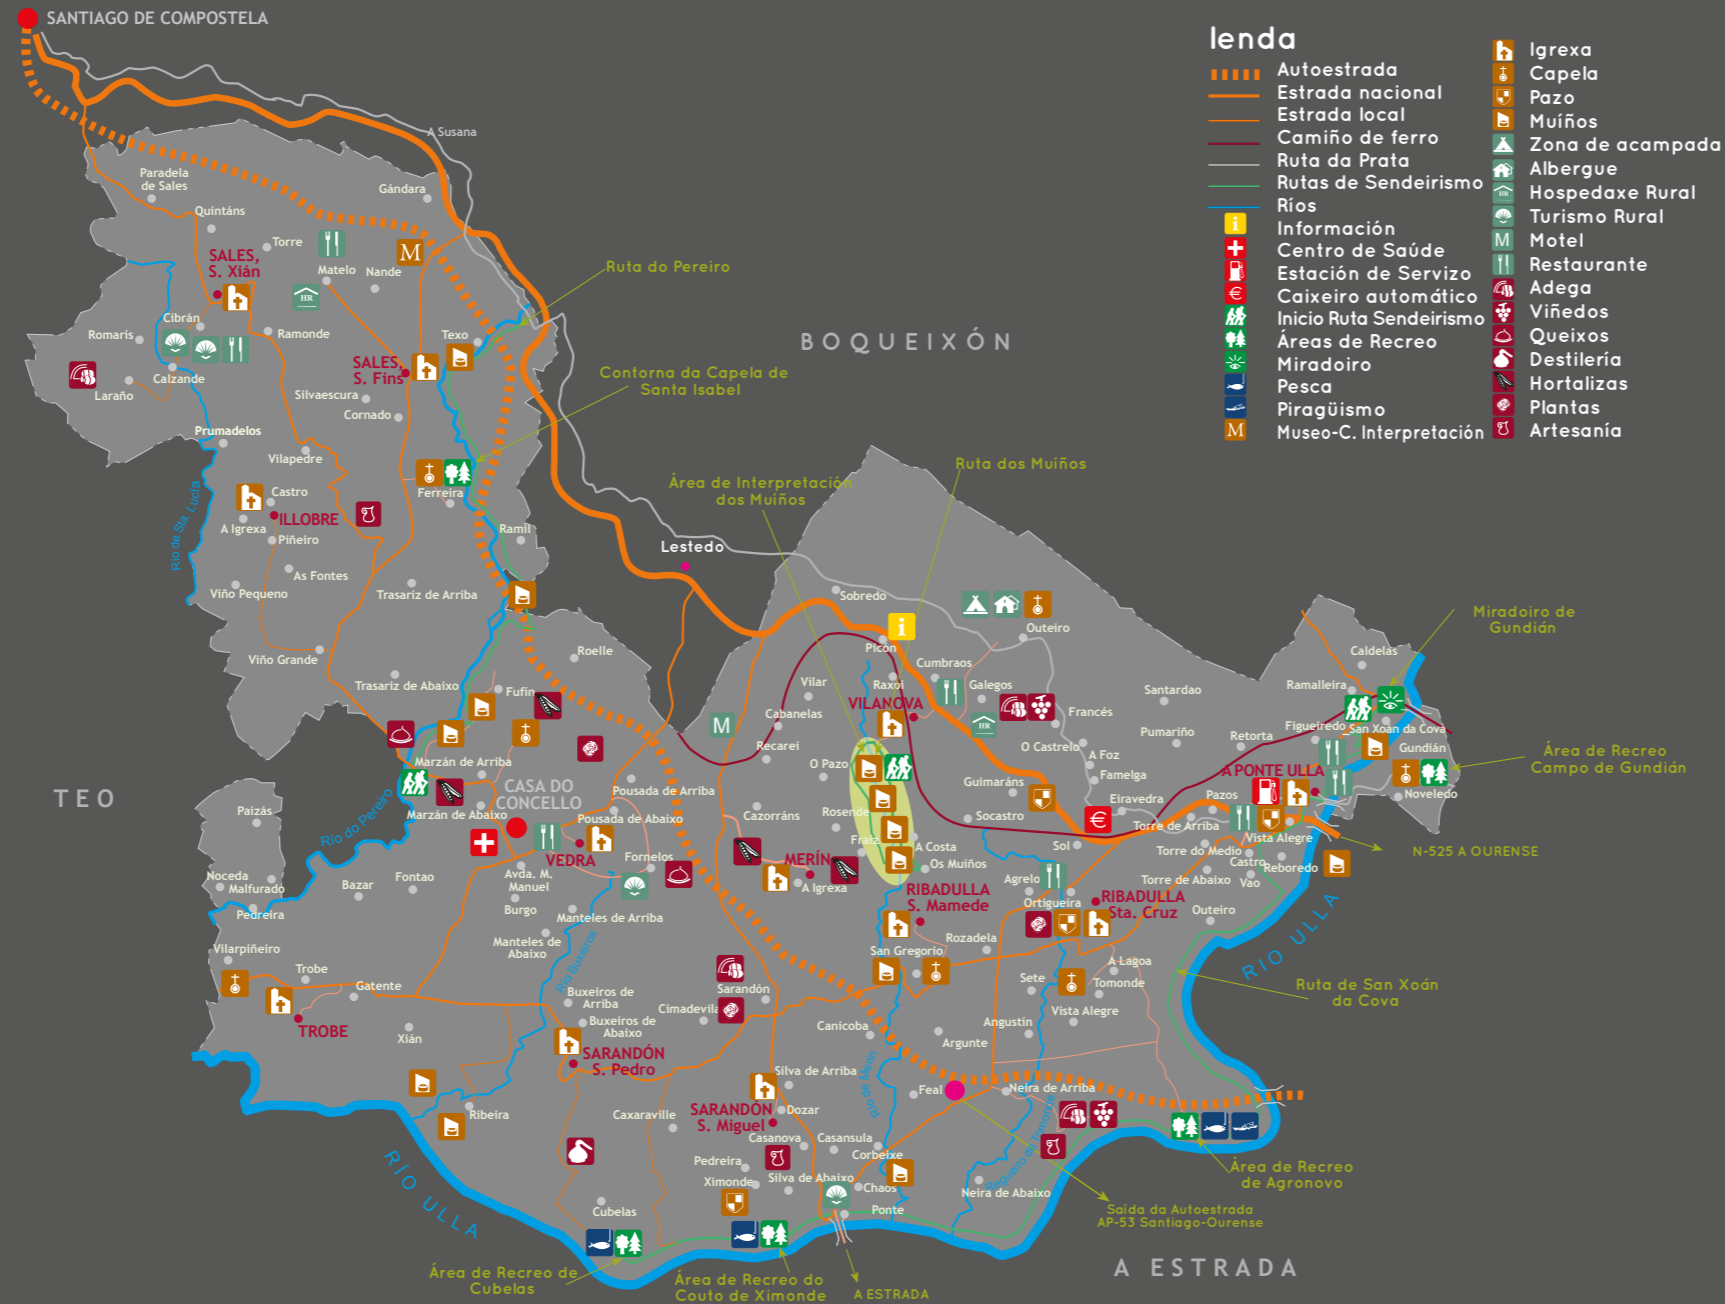 SANTIAGO DE COMPOSTELA
A Susana
Paradela
de Sales
Gándara
Quintáns
Torre
SALES,
S. Xián
Matelo
Nande
HR
M
Ruta do Pereiro
Cibrán
Romarís
Ramonde
Texo
SALES,
S. Fins
Calzande
Laraño
Silvaescura
Cornado
Contorna da Capela de
Santa Isabel
BOQUEIXÓN
Prumadelos
Vilapedre
Río de Sta. Lucía
Castro
ILLOBRE
A Igrexa
Piñeiro
Ferreira
Ramil
As Fontes
Viño Pequeno
Trasariz de Arriba
Viño Grande
Trasariz de Abaixo
Roelle
Fufín
Lestedo
Área de Interpretación
dos Muíños
Ruta dos Muíños
Sobredo
i
Picón
Outeiro
Cumbraos
Raxoi
Galegos
VILANOVA
HR
Francés
Vilar
Cabanelas
M
Recarei
O Pazo
Santardao
Pumariño
O Castrelo
A Foz
Famelga
Guimaráns
Eiravedra
Socastro
Sol
€
Caldelas
Ramalleira
Figueiredo
San Xoán da Cova
Gundián
Retorta
A PONTE ULLA
Noveledo
Pazos
Torre de Arriba
Vista Alegre
Torre do Medio
Castro
Reboredo
Torre de Abaixo
Vao
Outeiro
Miradoiro de
Gundián
Área de Recreo
Campo de Gundián
N-525 A OURENSE
RIO ULLA
Ruta de San Xoán
da Cova
TEO
Paizás
Marzán de Arriba
Marzán de Abaixo
Río do Pereiro
CASA DO
CONCELLO
Pousada de Arriba
Pousada de Abaixo
VEDRA
Fornelos
Avda. M.
Manuel
Burgo
Manteles de Arriba
Manteles de
Abaixo
Noceda
Malfurado
Pedreira
Bazar
Fontao
Vilarpiñeiro
Trobe
Gatente
TROBE
Xián
Río Buxeiros
Buxeiros de
Arriba
Buxeiros de
Abaixo
SARANDÓN
S. Pedro
Cimadevila
Sarandón
Cazorráns
Rosende
Fraiz
MERÍN
A Igrexa
A Costa
Os Muíños
RIBADULLA
S. Mamede
San Gregorio
Rozadela
Agrelo
Ortigueira
RIBADULLA
Sta. Cruz
A Lagoa
Sete
Tomonde
Vista Alegre
Angustín
Argunte
Canicoba
Río de Merín
Silva de Arriba
SARANDÓN
S. Miguel
Dozar
Caxaraville
Casanova
Casansula
Corbeixe
Pedreira
Ximonde
Silva de Abaixo
Chaos
Ponte
Feal
Neira de Arriba
Regueiro de Tomonde
Neira de Abaixo
Ribeira
Cubelas
RÍO ULLA
Área de Recreo de
Cubelas
Área de Recreo do
Couto de Ximonde
A ESTRADA
Saída da Autoestrada
AP-53 Santiago-Ourense
Área de Recreo
de Agronovo
A ESTRADA
lenda
Autoestrada
Estrada nacional
Estrada local
Camiño de ferro
Ruta da Prata
Rutas de Sendeirismo
Ríos
i Información
Centro de Saúde
Estación de Servizo
€ Caixeiro automático
Inicio Ruta Sendeirismo
Áreas de Recreo
Miradoiro
Pesca
Piragüismo
M Museo-C. Interpretación
Igrexa
Capela
Pazo
Muíños
Zona de acampada
Albergue
HR Hospedaxe Rural
Turismo Rural
M Motel
Restaurante
Adega
Viñedos
Queixos
Destilería
Hortalizas
Plantas
Artesanía